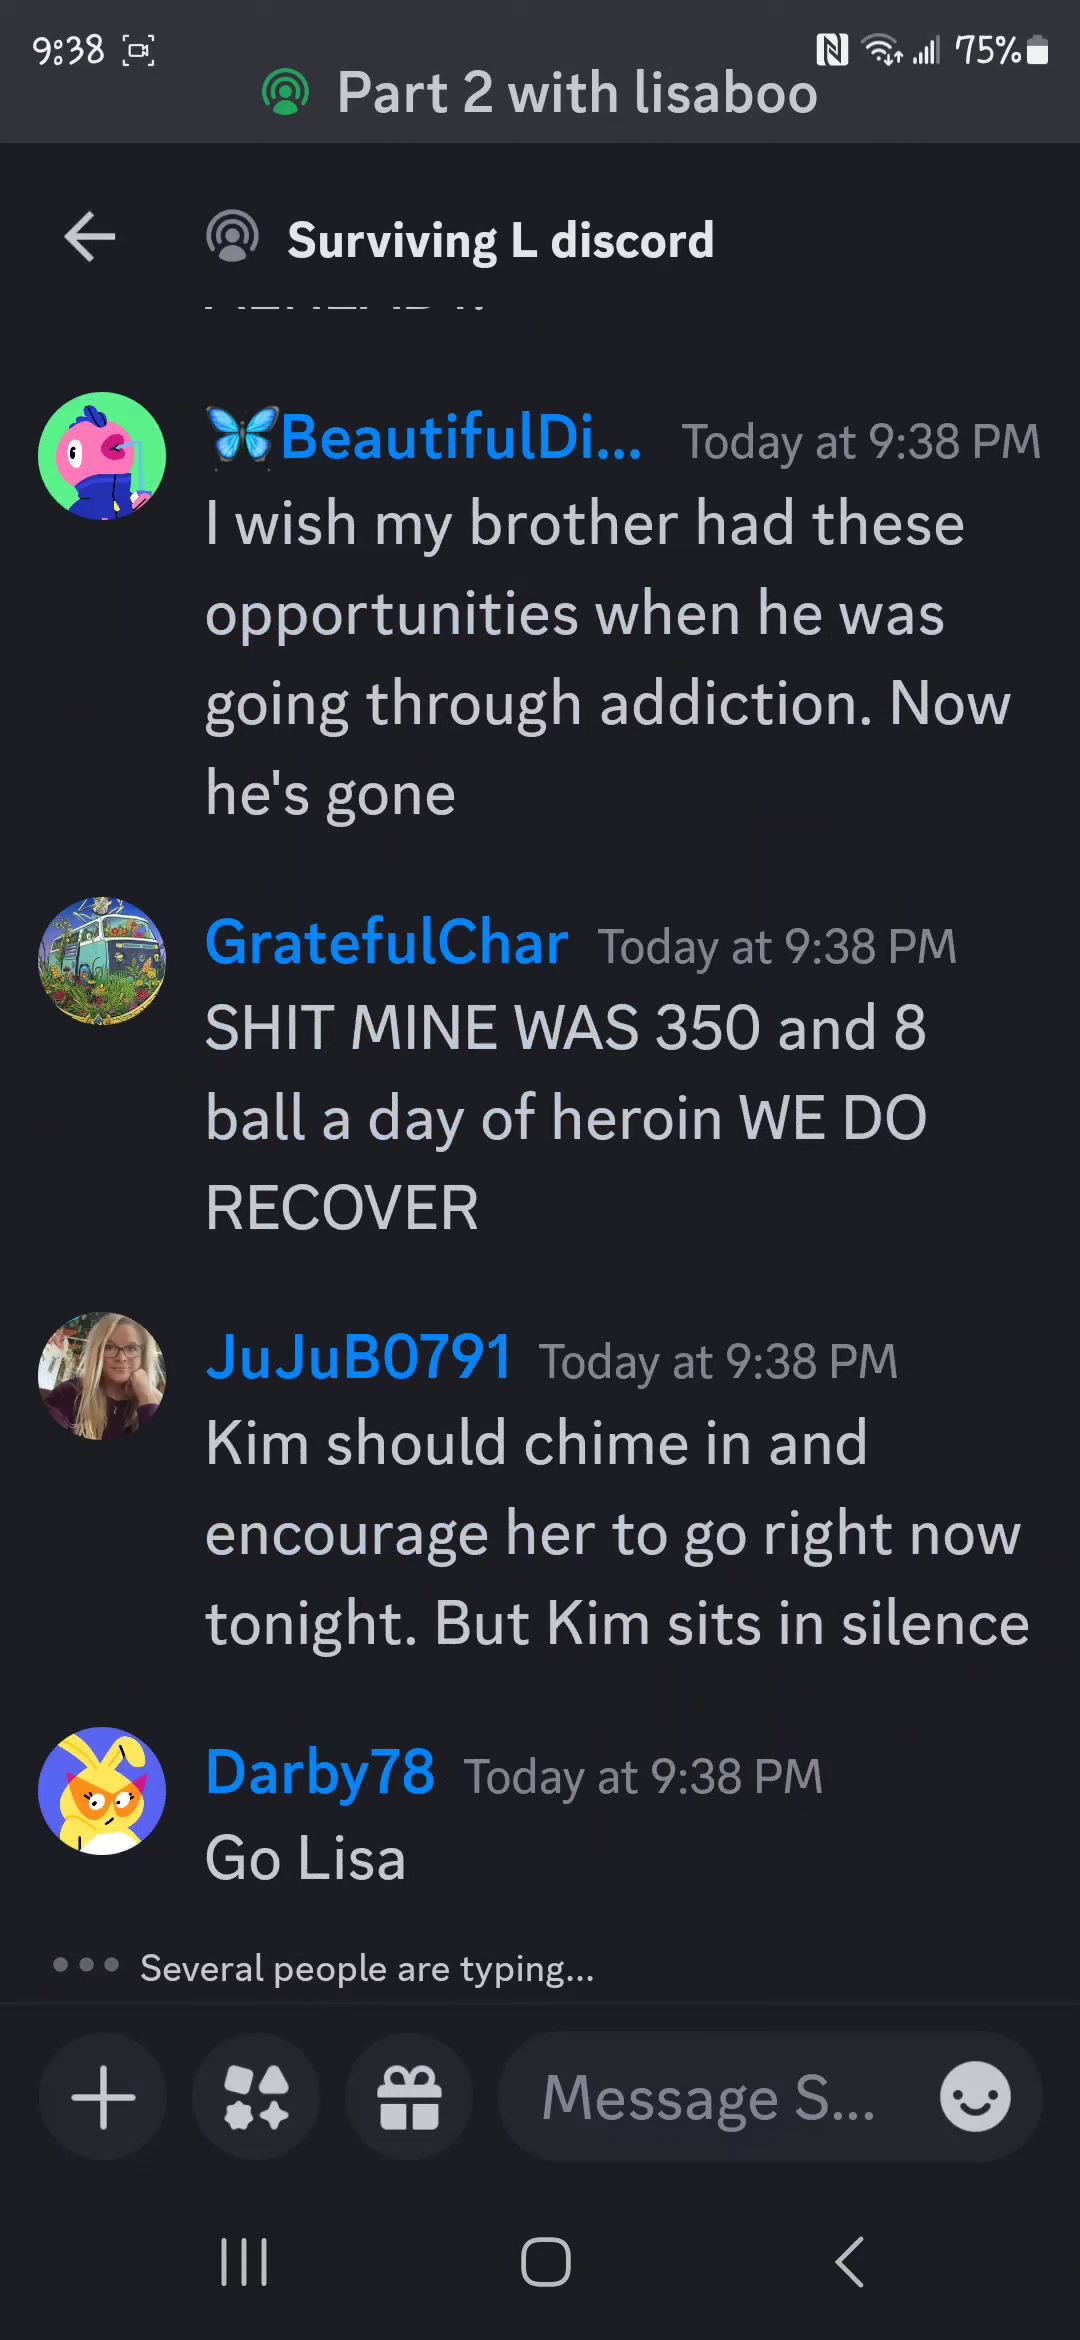 9:38 75%
Part 2 with lisaboo
Surviving L discord
🦋BeautifulDi... Today at 9:38 PM
I wish my brother had these
opportunities when he was
going through addiction. Now
he's gone
GratefulChar Today at 9:38 PM
SHIT MINE WAS 350 and 8
ball a day of heroin WE DO
RECOVER
JuJuB0791 Today at 9:38 PM
Kim should chime in and
encourage her to go right now
tonight. But Kim sits in silence
Darby78 Today at 9:38 PM
Go Lisa
Several people are typing...
Message S...